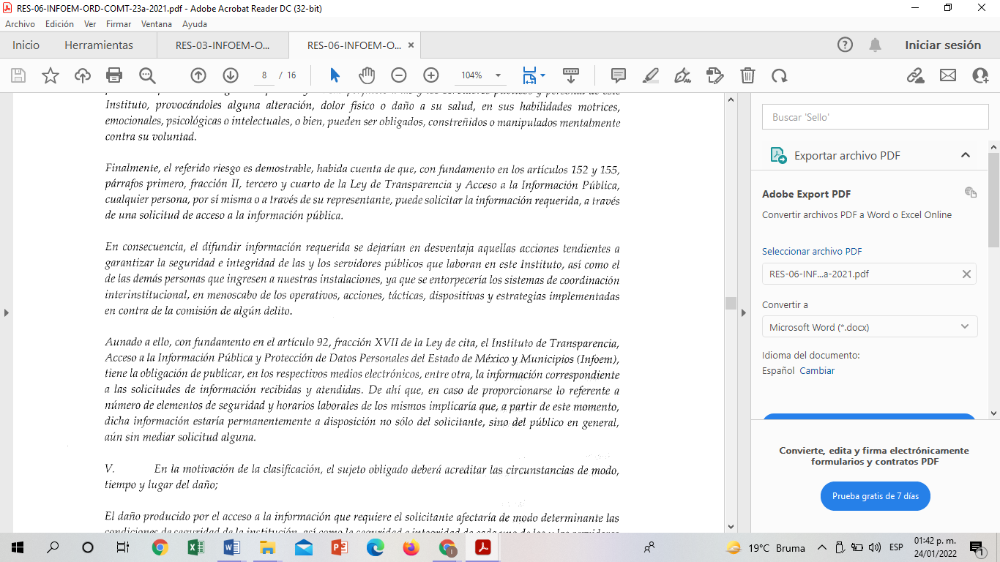 RES-06-INFOEM-ORD-COMT-23a-2021.pdf - Adobe Acrobat Reader DC (32-bit)
Archivo Edición Ver Firmar Ventana Ayuda
Inicio Herramientas RES-03-INFOEM-O... RES-06-INFOEM-O... ×
8 / 16 104%
Iniciar sesión
Instituto, provocándoles alguna alteración, dolor físico o daño a su salud, en sus habilidades motrices,
emocionales, psicológicas o intelectuales, o bien, pueden ser obligados, constreñidos o manipulados mentalmente
contra su voluntad.
Finalmente, el referido riesgo es demostrable, habida cuenta de que, con fundamento en los artículos 152 y 155,
párrafos primero, fracción II, tercero y cuarto de la Ley de Transparencia y Acceso a la Información Pública,
cualquier persona, por sí misma o a través de su representante, puede solicitar la información requerida, a través
de una solicitud de acceso a la información pública.
En consecuencia, el difundir información requerida se dejarían en desventaja aquellas acciones tendientes a
garantizar la seguridad e integridad de las y los servidores públicos que laboran en este Instituto, así como el
de las demás personas que ingresen a nuestras instalaciones, ya que se entorpecería los sistemas de coordinación
interinstitucional, en menoscabo de los operativos, acciones, tácticas, dispositivas y estrategias implementadas
en contra de la comisión de algún delito.
Aunado a ello, con fundamento en el artículo 92, fracción XVII de la Ley de cita, el Instituto de Transparencia,
Acceso a la Información Pública y Protección de Datos Personales del Estado de México y Municipios (Infoem),
tiene la obligación de publicar, en los respectivos medios electrónicos, entre otra, la información correspondiente
a las solicitudes de información recibidas y atendidas. De ahí que, en caso de proporcionarse lo referente a
número de elementos de seguridad y horarios laborales de los mismos implicaría que, a partir de este momento,
dicha información estaría permanentemente a disposición no sólo del solicitante, sino del público en general,
aún sin mediar solicitud alguna.
V. En la motivación de la clasificación, el sujeto obligado deberá acreditar las circunstancias de modo,
tiempo y lugar del daño;
El daño producido por el acceso a la información que requiere el solicitante afectaría de modo determinante las
condiciones de seguridad de la institución, así como la seguridad e integridad de cada uno de los y las servidores
Buscar 'Sello'
Exportar archivo PDF
Adobe Export PDF
Convertir archivos PDF a Word o Excel Online
Seleccionar archivo PDF
RES-06-INF...a-2021.pdf
Convertir a
Microsoft Word (*.docx)
Idioma del documento:
Español Cambiar
Convierte, edita y firma electrónicamente
formularios y contratos PDF
Prueba gratis de 7 días
19°C Bruma ESP 01:42 p. m.
24/01/2022
1